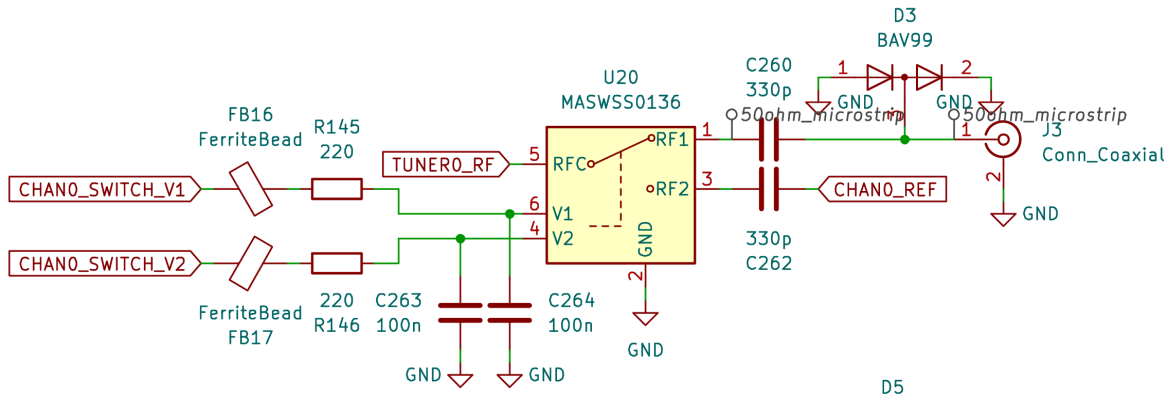 D3
BAV99
1
2
GND
GND
3
C260
330p
50ohm_microstrip
50ohm_microstrip
1
J3
Conn_Coaxial
2
GND
U20
MASWSS0136
FB16
FerriteBead
R145
220
TUNER0_RF
5
RFC
RF1
1
RF2
3
CHAN0_REF
CHAN0_SWITCH_V1
6
V1
4
V2
GND
2
GND
330p
C262
CHAN0_SWITCH_V2
FerriteBead
FB17
220
R146
C263
100n
C264
100n
GND
GND
D5